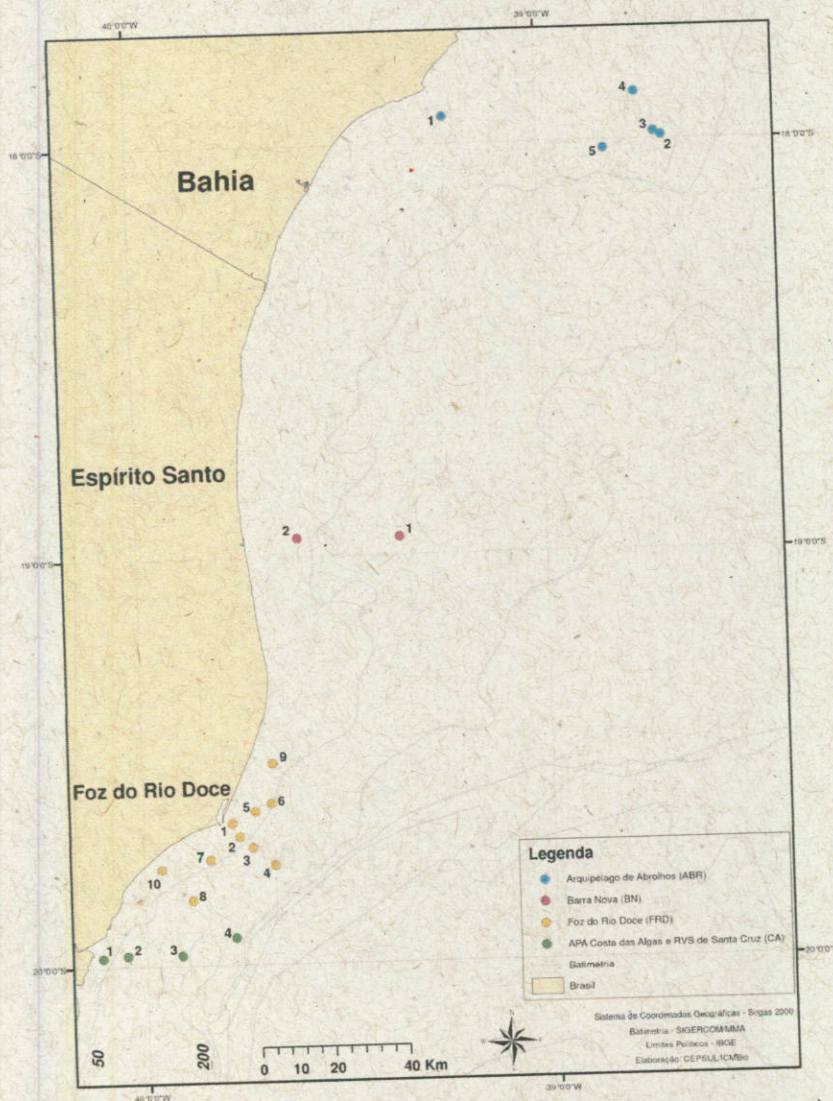 40°0'0"W
39°0'0"W
4
1
3
2
5
18°0'0"S
18°0'0"S
Bahia
Espírito Santo
2
1
19°0'0"S
19°0'0"S
9
Foz do Rio Doce
5
6
1
2
3
4
7
10
8
4
1
2
3
20°0'0"S
20°0'0"S
Legenda
Arquipélago de Abrolhos (ABR)
Barra Nova (BN)
Foz do Rio Doce (FRD)
APA Costa das Algas e RVS de Santa Cruz (CA)
Batimetria
Brasil
Sistema de Coordenadas Geográficas - Sirgas 2000
Batimetria - SIGERCOM/MMA
Limites Políticos - IBGE
Elaboração: CEPSUL/ICMBio
N
50
200
0 10 20 40 Km
40°0'0"W
39°0'0"W